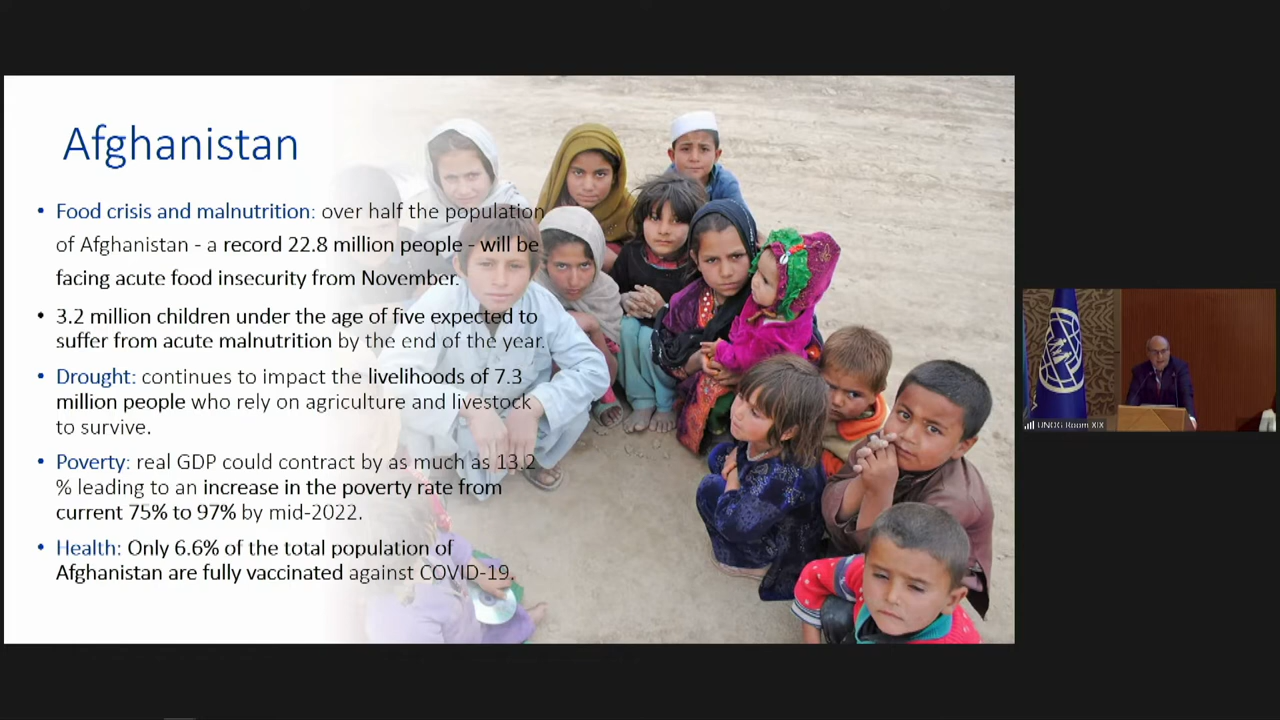 Afghanistan
• Food crisis and malnutrition: over half the population
of Afghanistan - a record 22.8 million people - will be
facing acute food insecurity from November.
• 3.2 million children under the age of five expected to
suffer from acute malnutrition by the end of the year.
• Drought: continues to impact the livelihoods of 7.3
million people who rely on agriculture and livestock
to survive.
• Poverty: real GDP could contract by as much as 13.2
% leading to an increase in the poverty rate from
current 75% to 97% by mid-2022.
• Health: Only 6.6% of the total population of
Afghanistan are fully vaccinated against COVID-19.
UNOG Room XIX